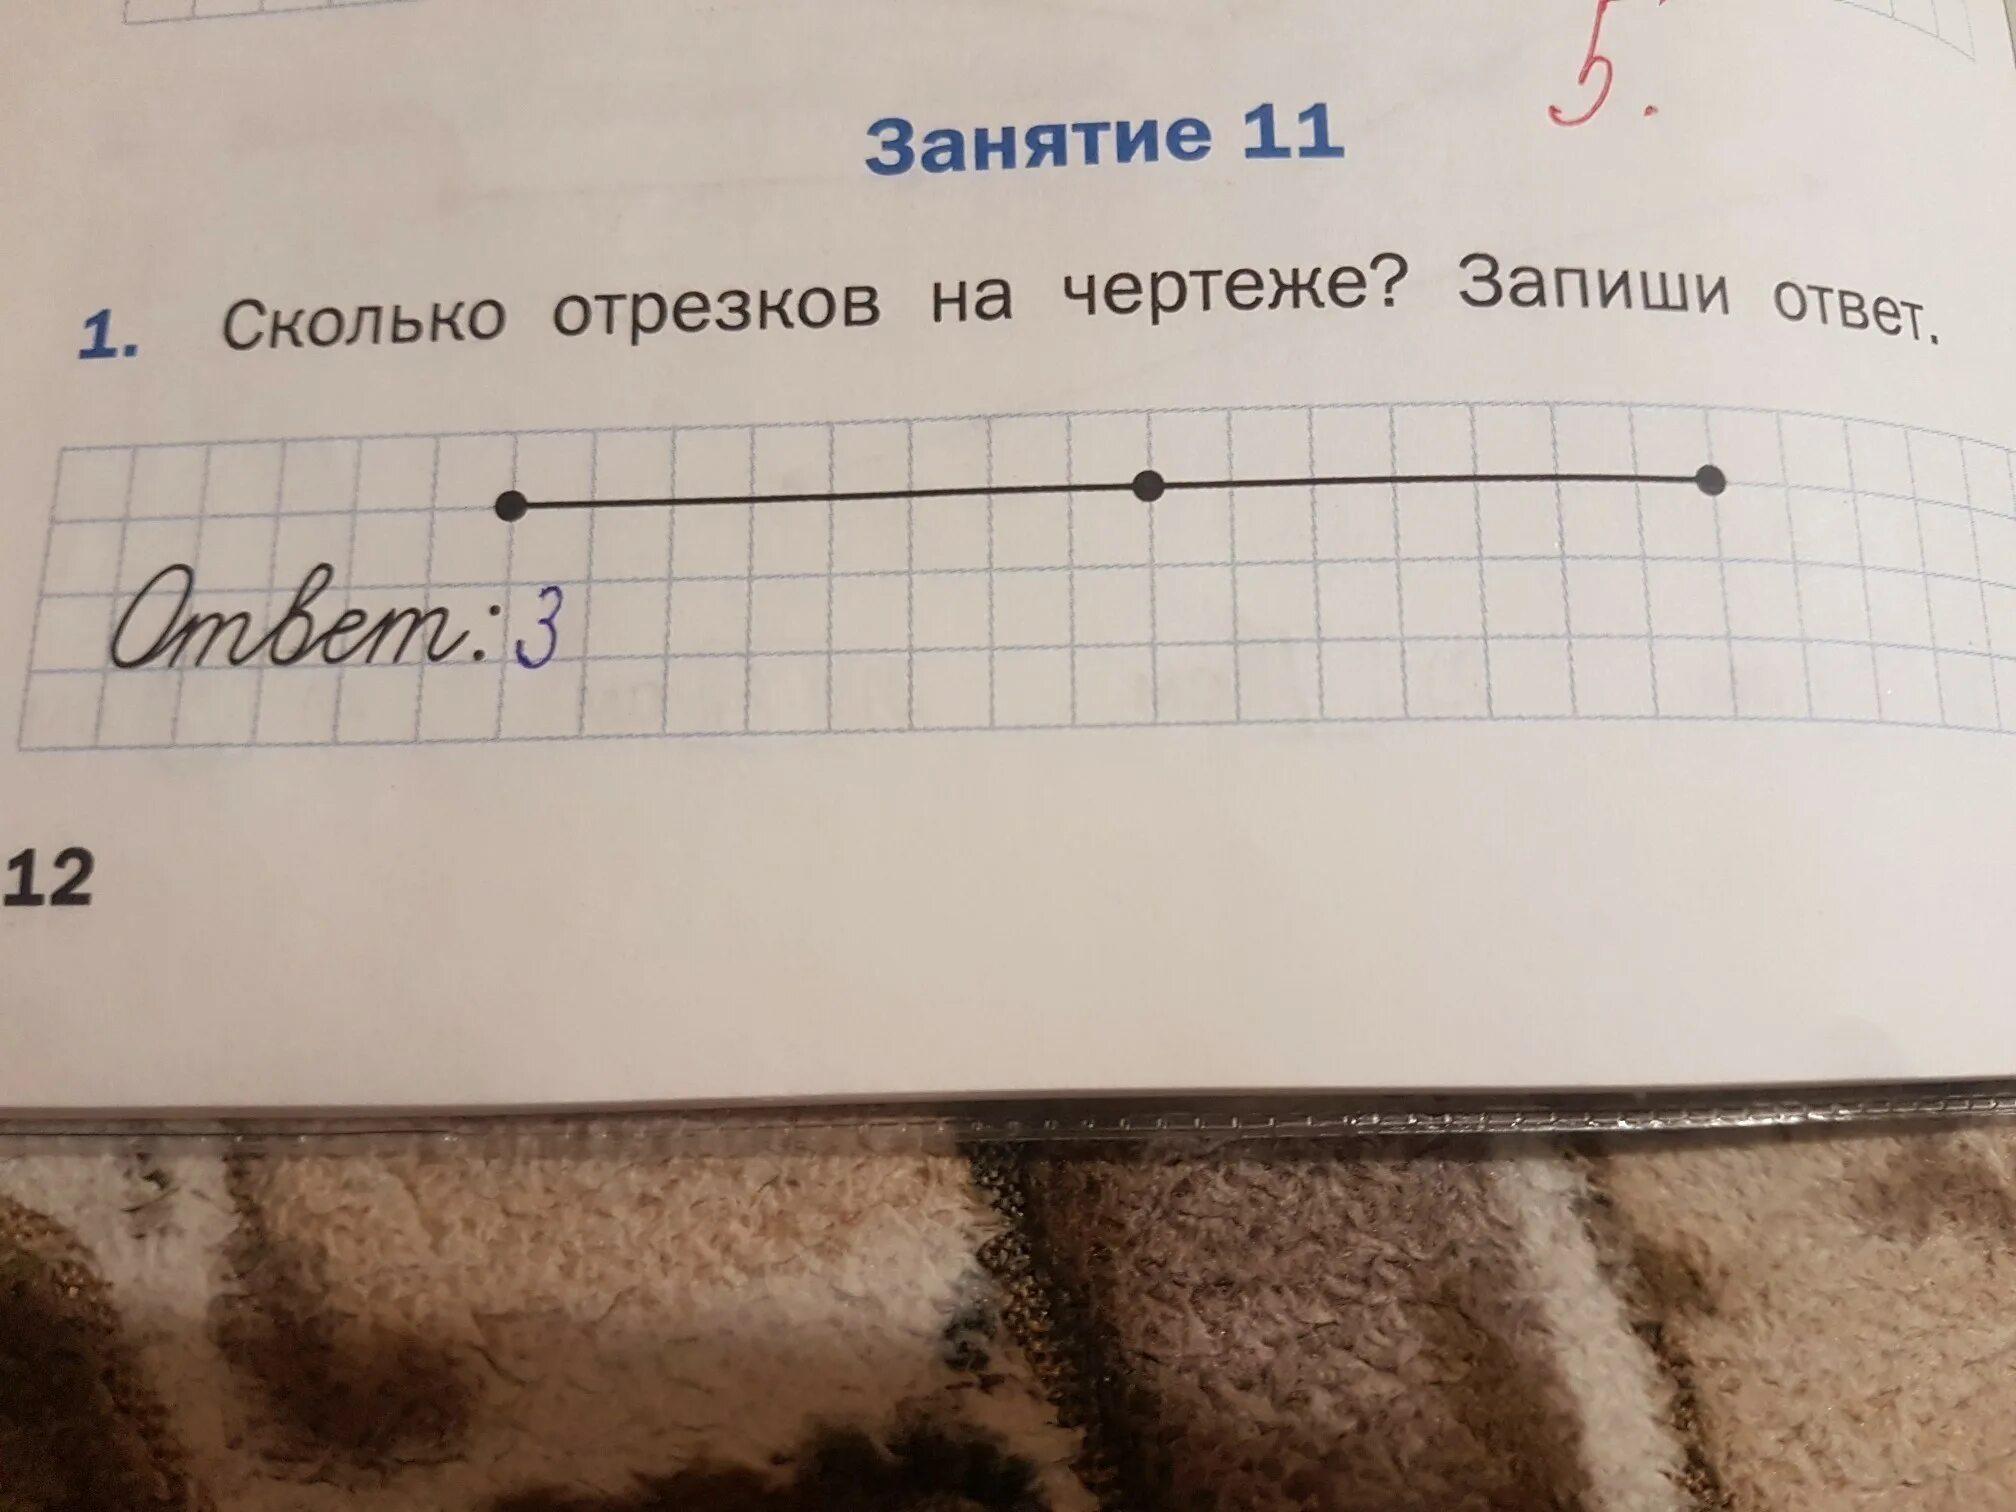 5.
Занятие 11
1. Сколько отрезков на чертеже? Запиши ответ.
Ответ: 3
12